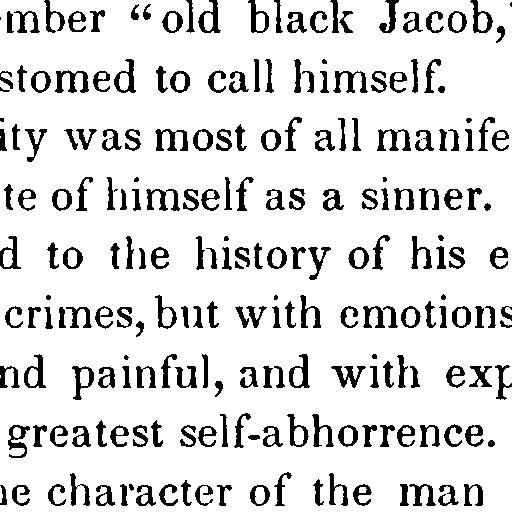 mber “old black Jacob,
stomed to call himself.
ity was most of all manife
te of himself as a sinner.
d to the history of his e
crimes, but with emotions
nd painful, and with exp
greatest self-abhorrence.
he character of the man